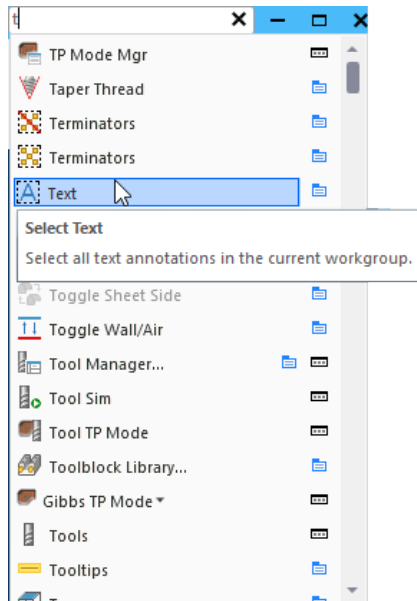 t
TP Mode Mgr
Taper Thread
Terminators
Terminators
Text
Select Text
Select all text annotations in the current workgroup.
Toggle Sheet Side
Toggle Wall/Air
Tool Manager...
Tool Sim
Tool TP Mode
Toolblock Library...
Gibbs TP Mode
Tools
Tooltips